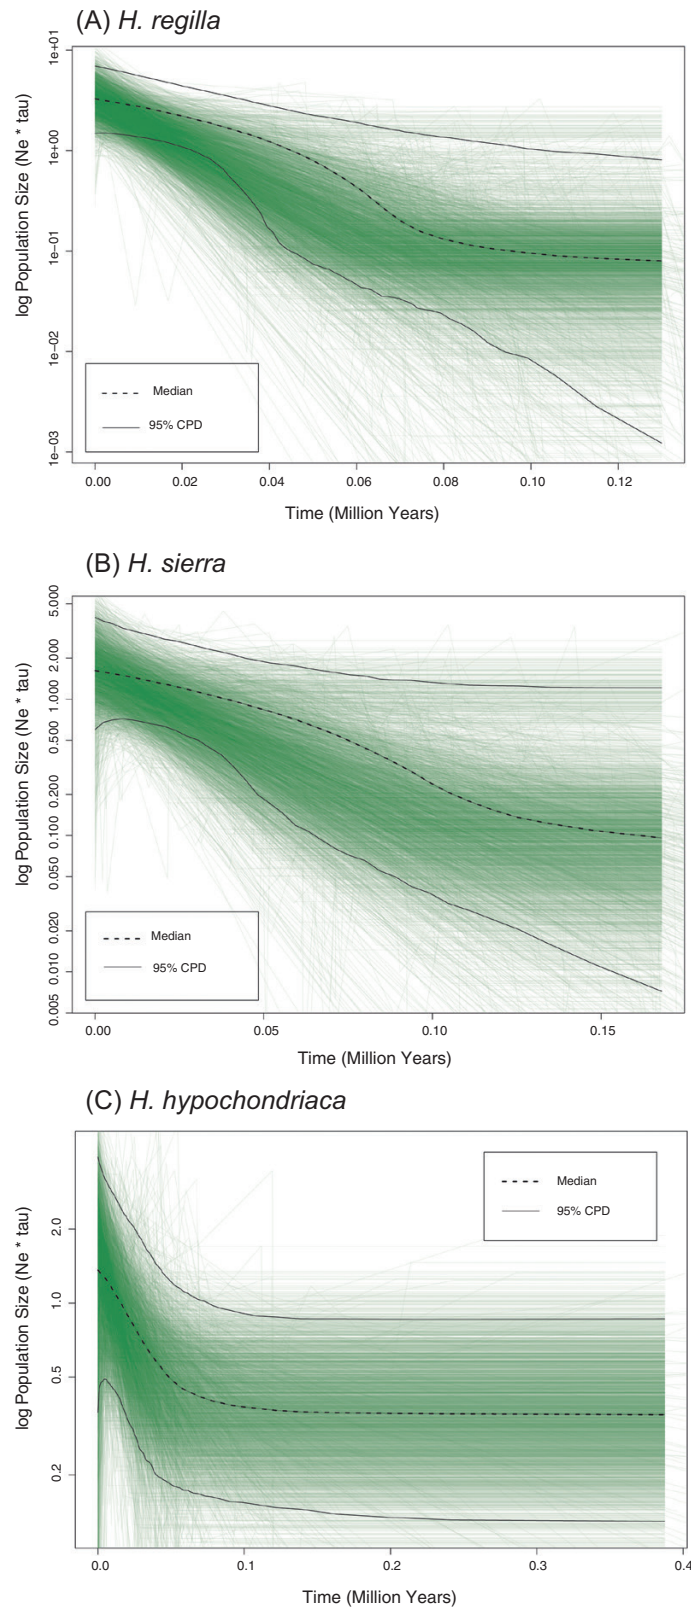 (A) H. regilla
log Population Size (Ne * tau)
1e+01
1e+00
1e−01
1e−02
1e−03
Median
95% CPD
0.00 0.02 0.04 0.06 0.08 0.10 0.12
Time (Million Years)
(B) H. sierra
log Population Size (Ne * tau)
5.000
2.000
1.000
0.500
0.200
0.100
0.050
0.020
0.010
0.005
Median
95% CPD
0.00 0.05 0.10 0.15
Time (Million Years)
(C) H. hypochondriaca
log Population Size (Ne * tau)
2.0
1.0
0.5
0.2
Median
95% CPD
0.0 0.1 0.2 0.3 0.4
Time (Million Years)